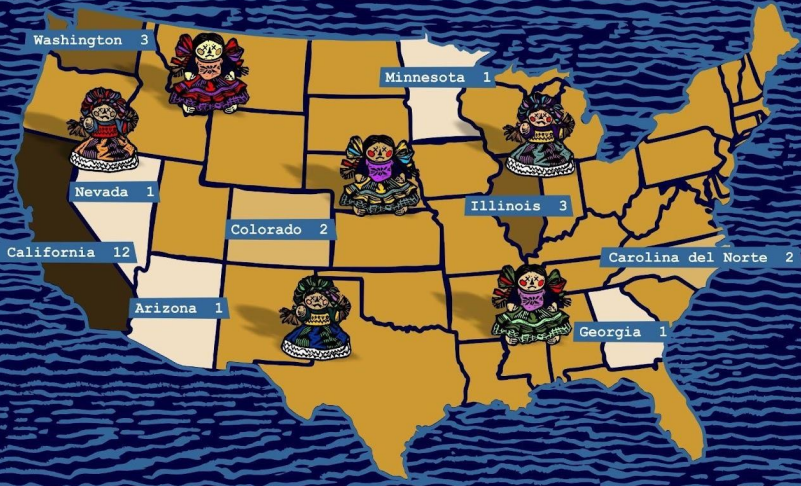 Washington 3
Minnesota 1
Nevada 1
Illinois 3
Colorado 2
California 12
Carolina del Norte 2
Arizona 1
Georgia 1